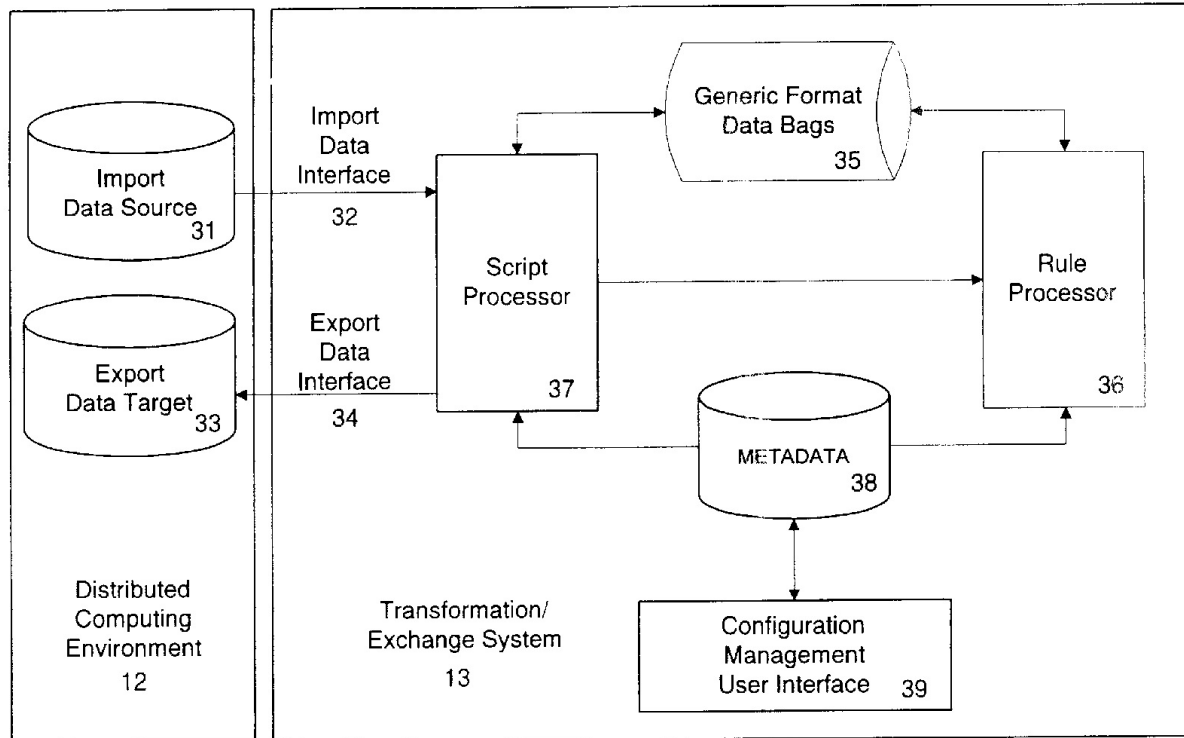 Import
Data Source
31
Export
Data Target
33
Distributed
Computing
Environment
12
Import
Data
Interface
32
Export
Data
Interface
34
Script
Processor
37
Generic Format
Data Bags
35
Rule
Processor
36
METADATA
38
Transformation/
Exchange System
13
Configuration
Management
User Interface
39